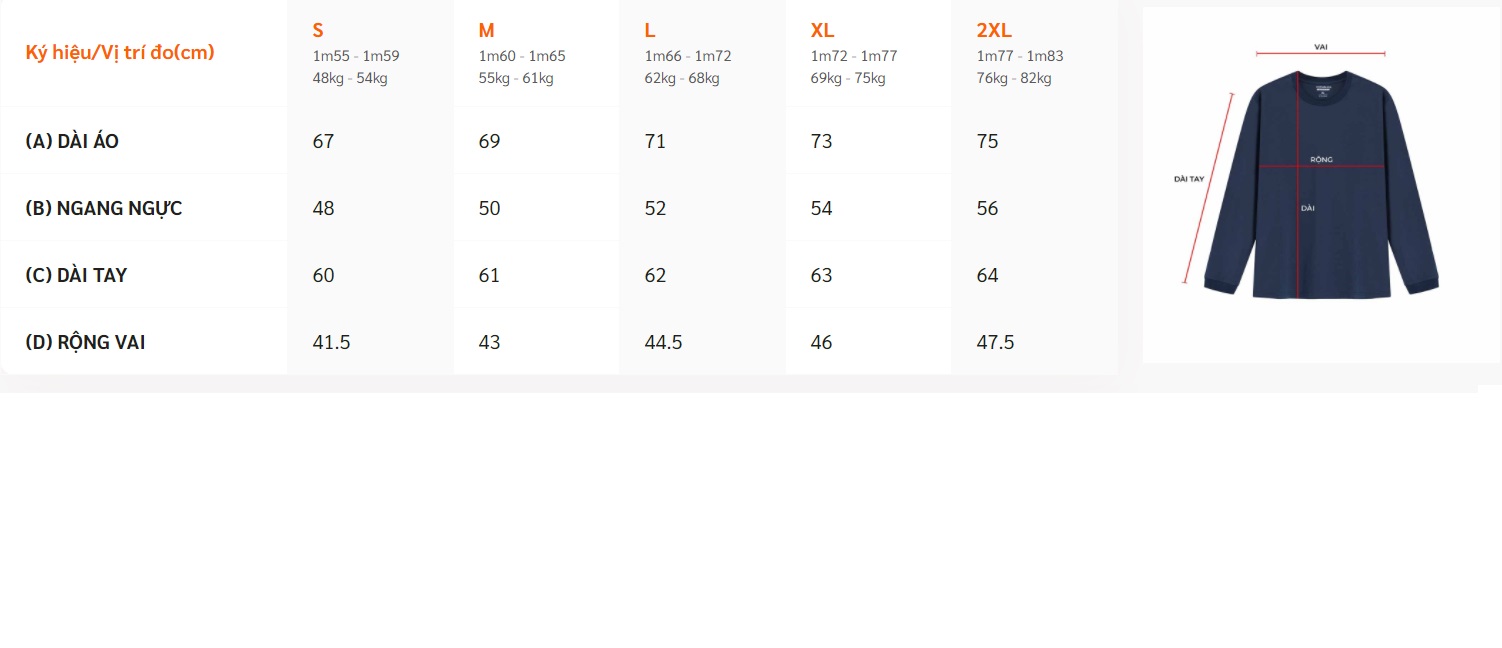 Ký hiệu/Vị trí đo(cm)
S
1m55 - 1m59
48kg - 54kg
M
1m60 - 1m65
55kg - 61kg
L
1m66 - 1m72
62kg - 68kg
XL
1m72 - 1m77
69kg - 75kg
2XL
1m77 - 1m83
76kg - 82kg
(A) DÀI ÁO 67 69 71 73 75
(B) NGANG NGỰC 48 50 52 54 56
(C) DÀI TAY 60 61 62 63 64
(D) RỘNG VAI 41.5 43 44.5 46 47.5
VAI
RỘNG
DÀI TAY
DÀI